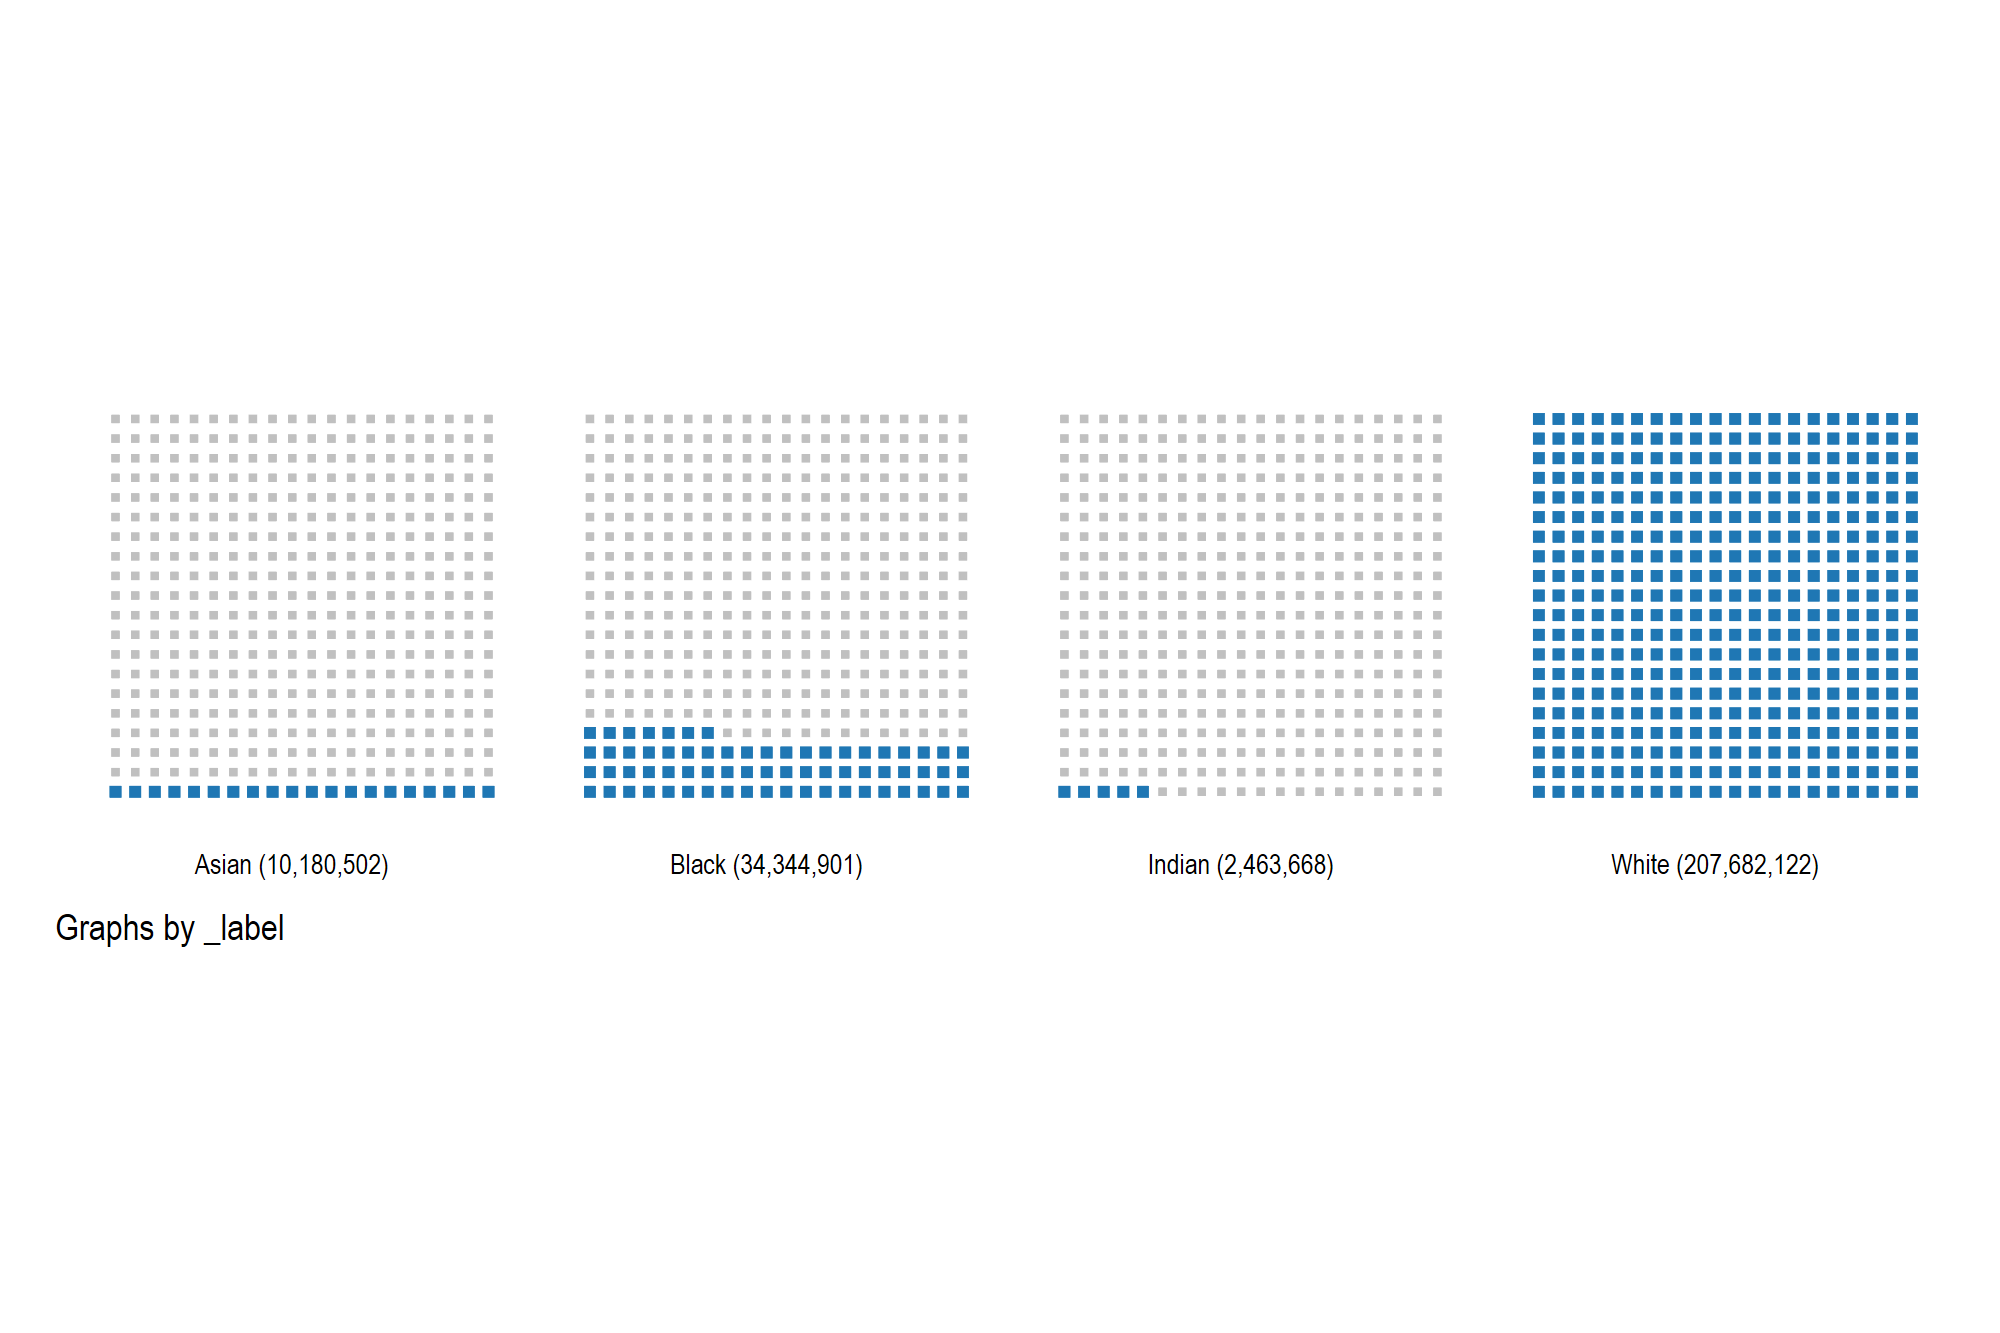 Asian (10,180,502)
Black (34,344,901)
Indian (2,463,668)
White (207,682,122)
Graphs by _label